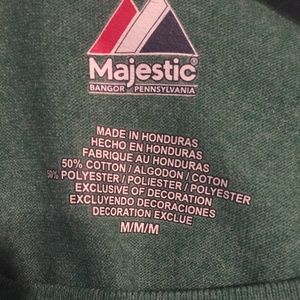 Majestic®
BANGOR PENNSYLVANIA
MADE IN HONDURAS
HECHO EN HONDURAS
FABRIQUE AU HONDURAS
50% COTTON / ALGODON / COTON
50% POLYESTER / POLIESTER / POLYESTER
EXCLUSIVE OF DECORATION
EXCLUYENDO DECORACIONES
DECORATION EXCLUE
M/M/M